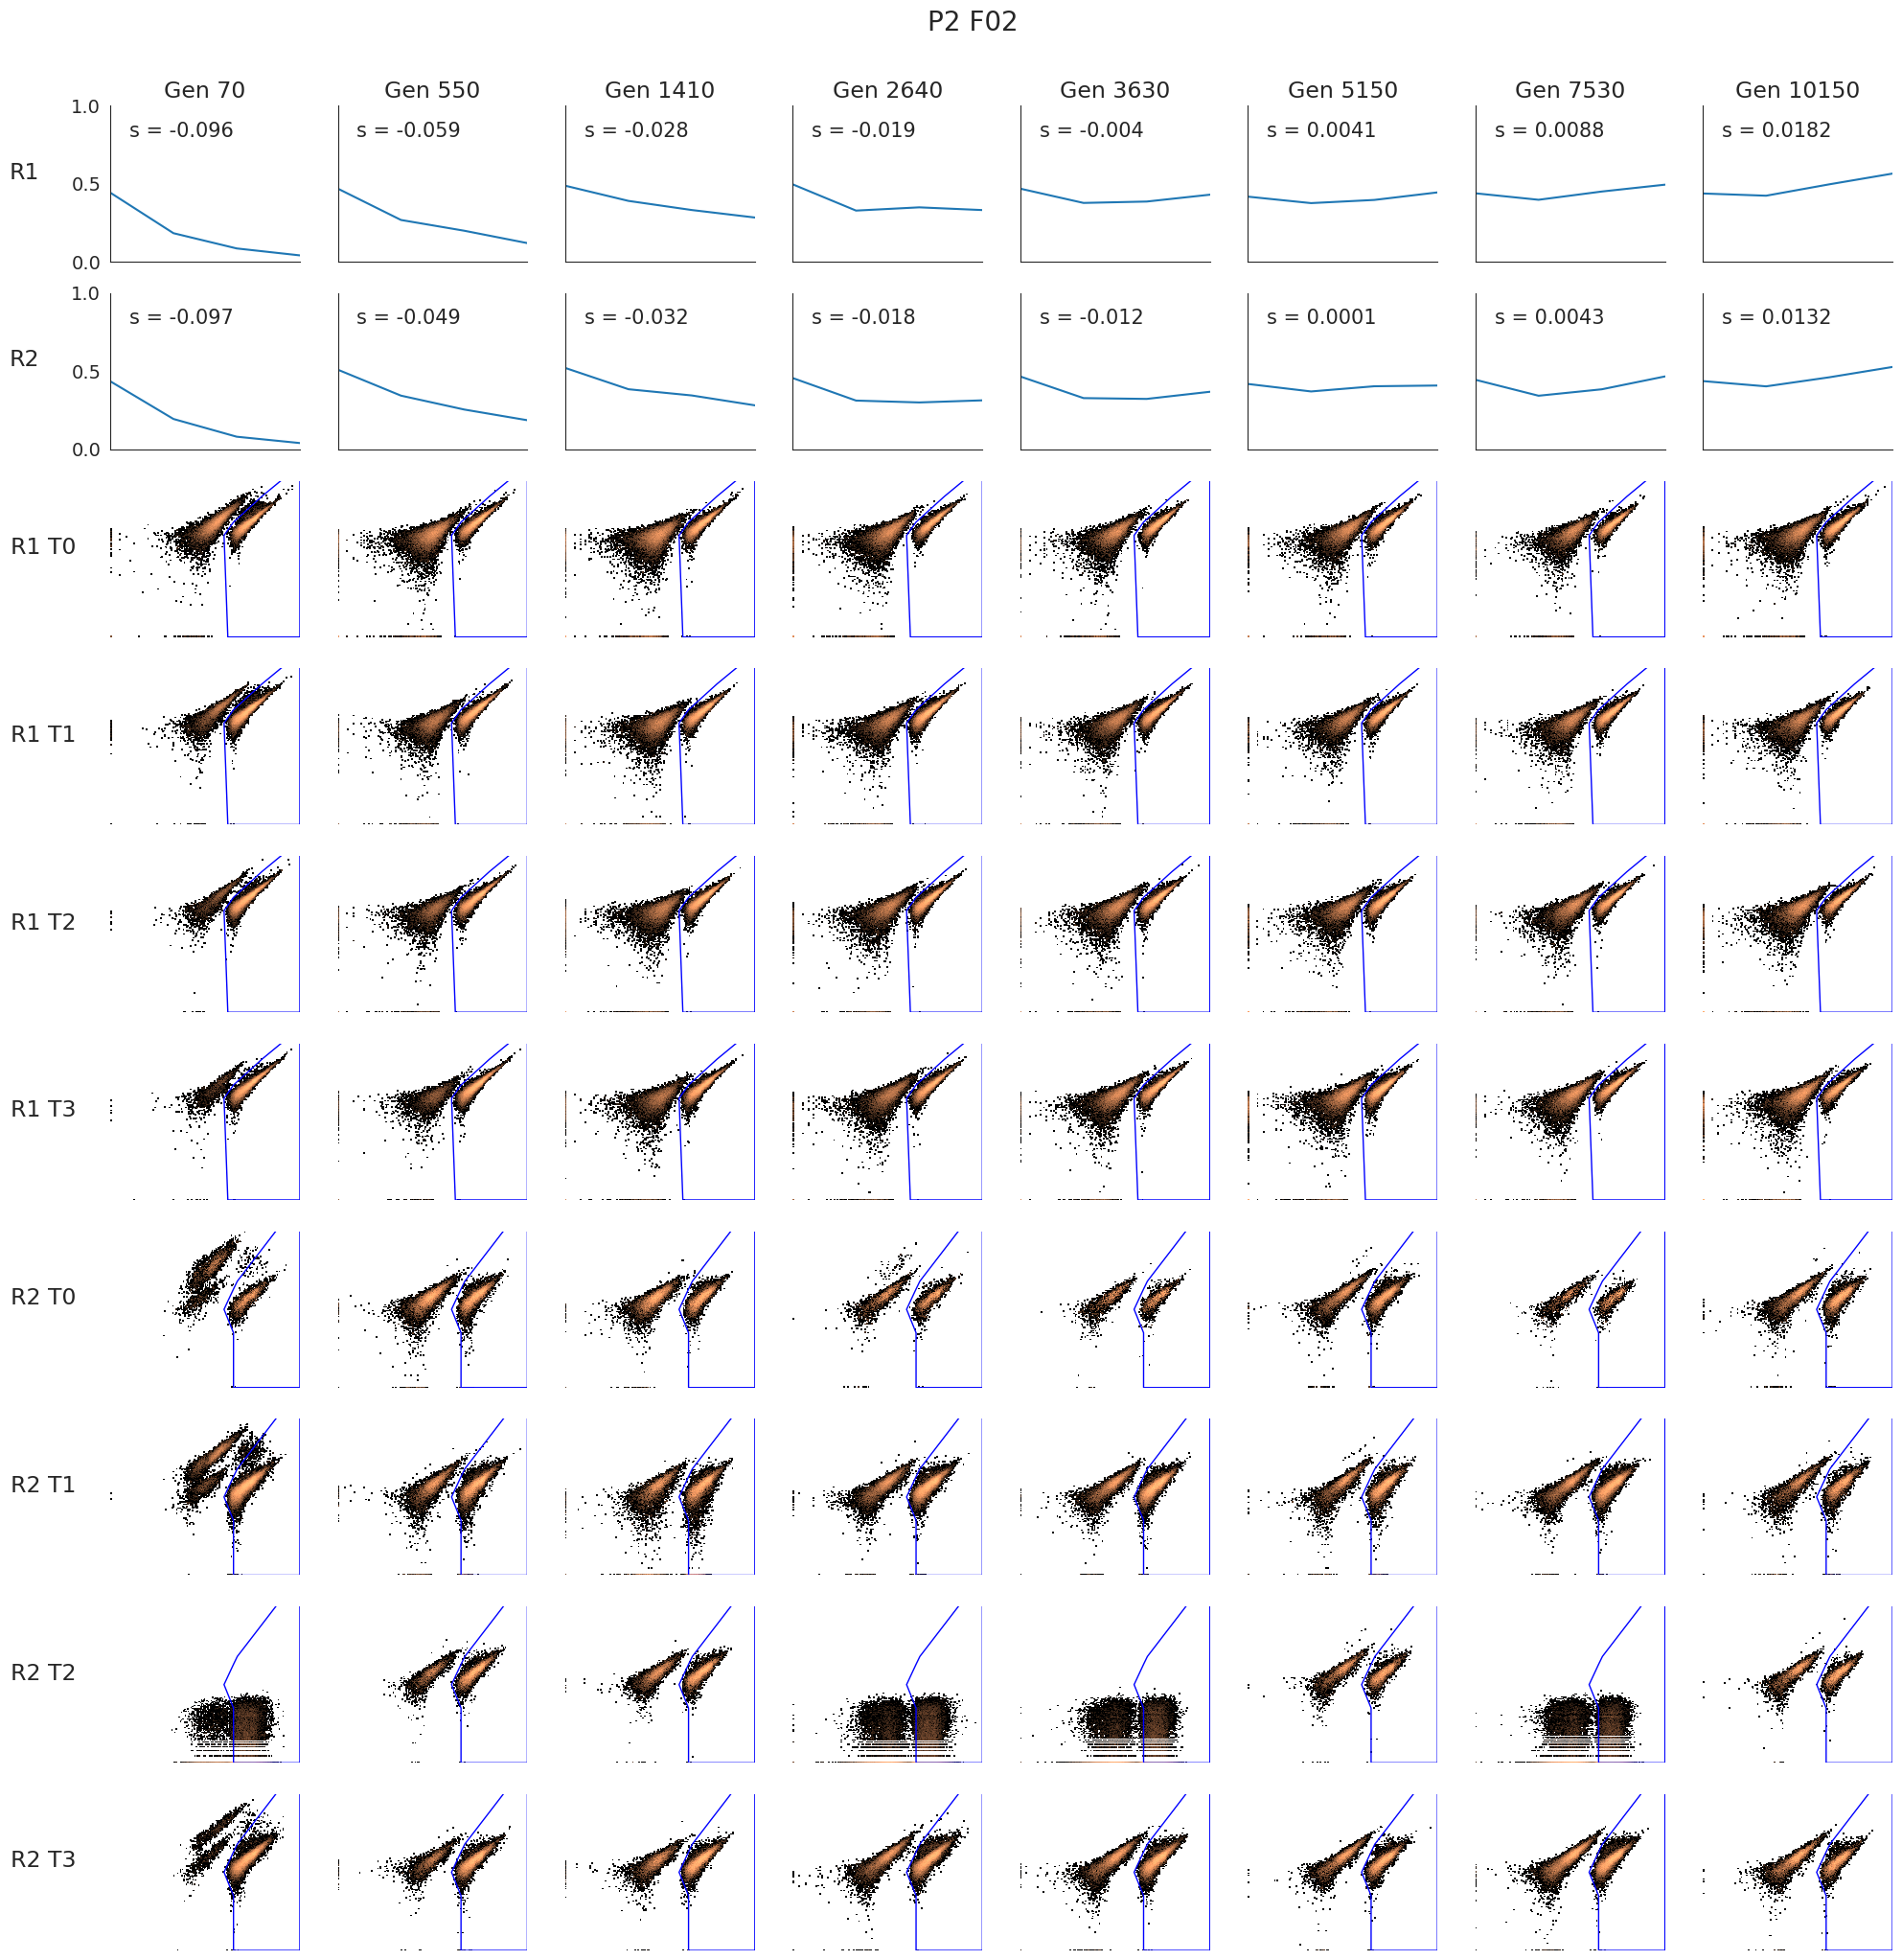 P2 F02
Gen 70 Gen 550 Gen 1410 Gen 2640 Gen 3630 Gen 5150 Gen 7530 Gen 10150
R1
1.0
0.5
0.0
s = -0.096 s = -0.059 s = -0.028 s = -0.019 s = -0.004 s = 0.0041 s = 0.0088 s = 0.0182
R2
1.0
0.5
0.0
s = -0.097 s = -0.049 s = -0.032 s = -0.018 s = -0.012 s = 0.0001 s = 0.0043 s = 0.0132
R1 T0
R1 T1
R1 T2
R1 T3
R2 T0
R2 T1
R2 T2
R2 T3